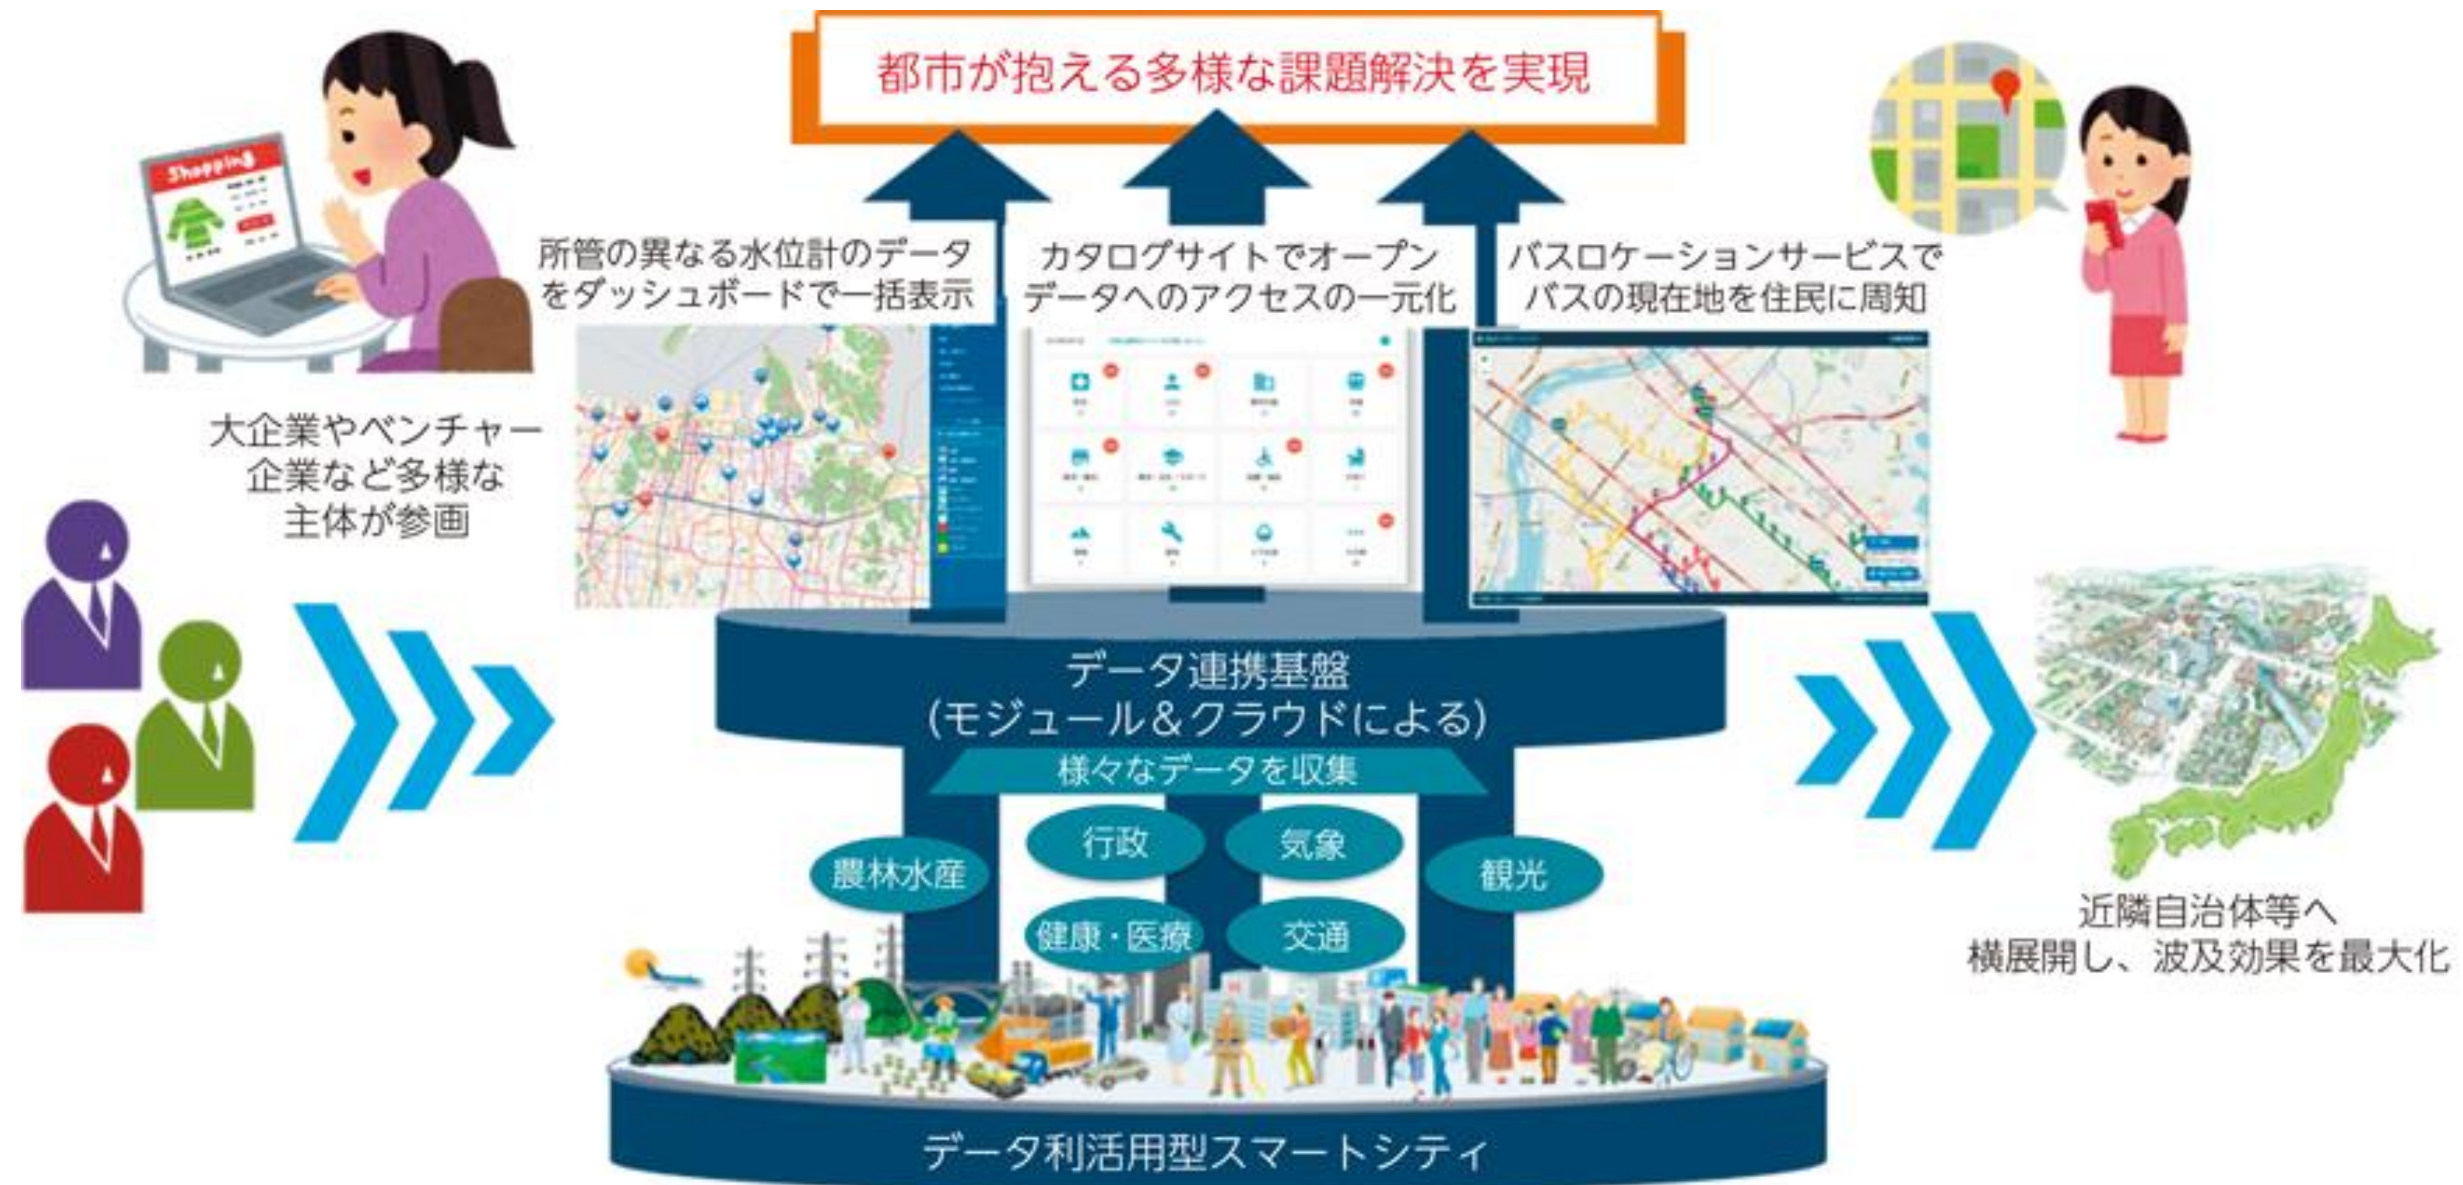 都市が抱える多様な課題解決を実現
Shopping
所管の異なる水位計のデータ
をダッシュボードで一括表示
カタログサイトでオープン
データへのアクセスの一元化
バスロケーションサービスで
バスの現在地を住民に周知
大企業やベンチャー
企業など多様な
主体が参画
データ連携基盤
(モジュール&クラウドによる)
様々なデータを収集
農林水産
行政
気象
観光
健康・医療
交通
近隣自治体等へ
横展開し、波及効果を最大化
データ利活用型スマートシティ